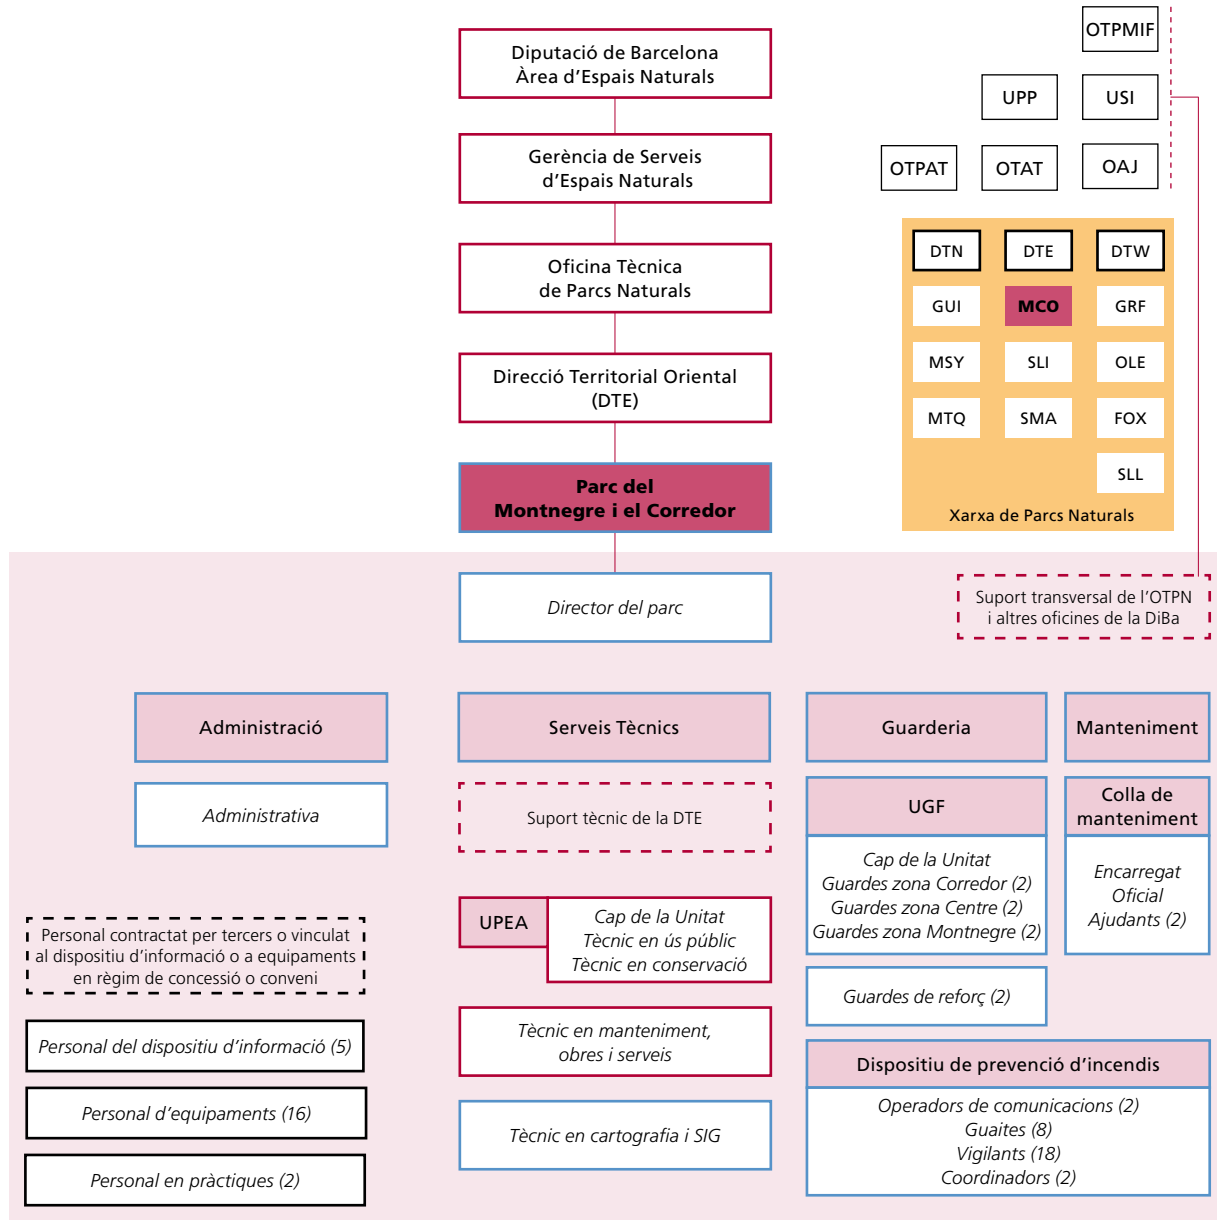 Diputació de Barcelona
Àrea d'Espais Naturals
Gerència de Serveis
d'Espais Naturals
Oficina Tècnica
de Parcs Naturals
Direcció Territorial Oriental
(DTE)
Parc del
Montnegre i el Corredor
OTPMIF
UPP
USI
OTPAT
OTAT
OAJ
DTN
DTE
DTW
GUI
MCO
GRF
MSY
SLI
OLE
MTQ
SMA
FOX
SLL
Xarxa de Parcs Naturals
Director del parc
Suport transversal de l'OTPN
i altres oficines de la DiBa
Administració
Administrativa
Personal contractat per tercers o vinculat
al dispositiu d'informació o a equipaments
en règim de concessió o conveni
Personal del dispositiu d'informació (5)
Personal d'equipaments (16)
Personal en pràctiques (2)
Serveis Tècnics
Suport tècnic de la DTE
UPEA
Cap de la Unitat
Tècnic en ús públic
Tècnic en conservació
Tècnic en manteniment,
obres i serveis
Tècnic en cartografia i SIG
Guarderia
UGF
Cap de la Unitat
Guardes zona Corredor (2)
Guardes zona Centre (2)
Guardes zona Montnegre (2)
Guardes de reforç (2)
Manteniment
Colla de
manteniment
Encarregat
Oficial
Ajudants (2)
Dispositiu de prevenció d'incendis
Operadors de comunicacions (2)
Guaites (8)
Vigilants (18)
Coordinadors (2)